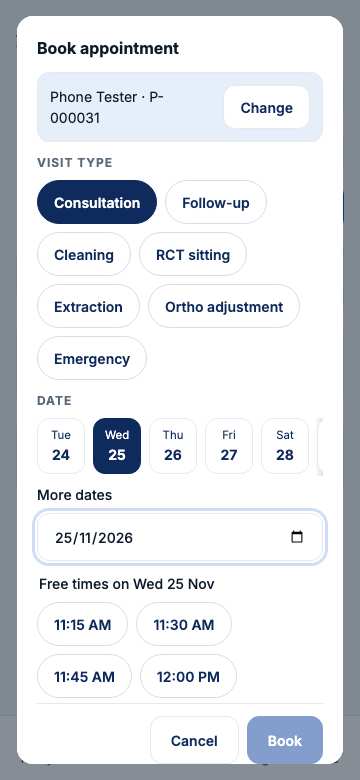 Book appointment
Phone Tester · P-
000031
Change
VISIT TYPE
Consultation
Follow-up
Cleaning
RCT sitting
Extraction
Ortho adjustment
Emergency
DATE
Tue
24
Wed
25
Thu
26
Fri
27
Sat
28
More dates
25/11/2026
Free times on Wed 25 Nov
11:15 AM
11:30 AM
11:45 AM
12:00 PM
Cancel
Book